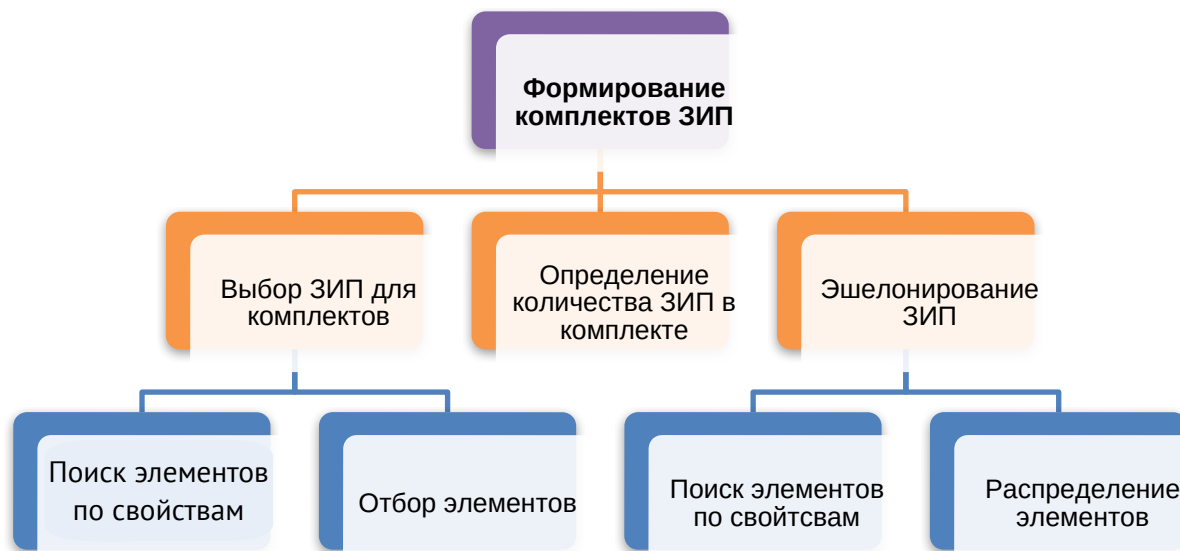 Формирование
комплектов ЗИП
Выбор ЗИП для
комплектов
Определение
количества ЗИП в
комплекте
Эшелонирование
ЗИП
Поиск элементов
по свойствам
Отбор элементов
Поиск элементов
по свойтсвам
Распределение
элементов